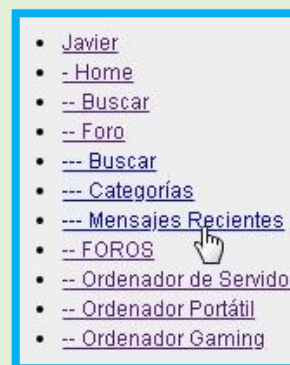 Javier
- Home
-- Buscar
-- Foro
--- Buscar
--- Categorías
--- Mensajes Recientes
-- FOROS
-- Ordenador de Servido
-- Ordenador Portátil
-- Ordenador Gaming